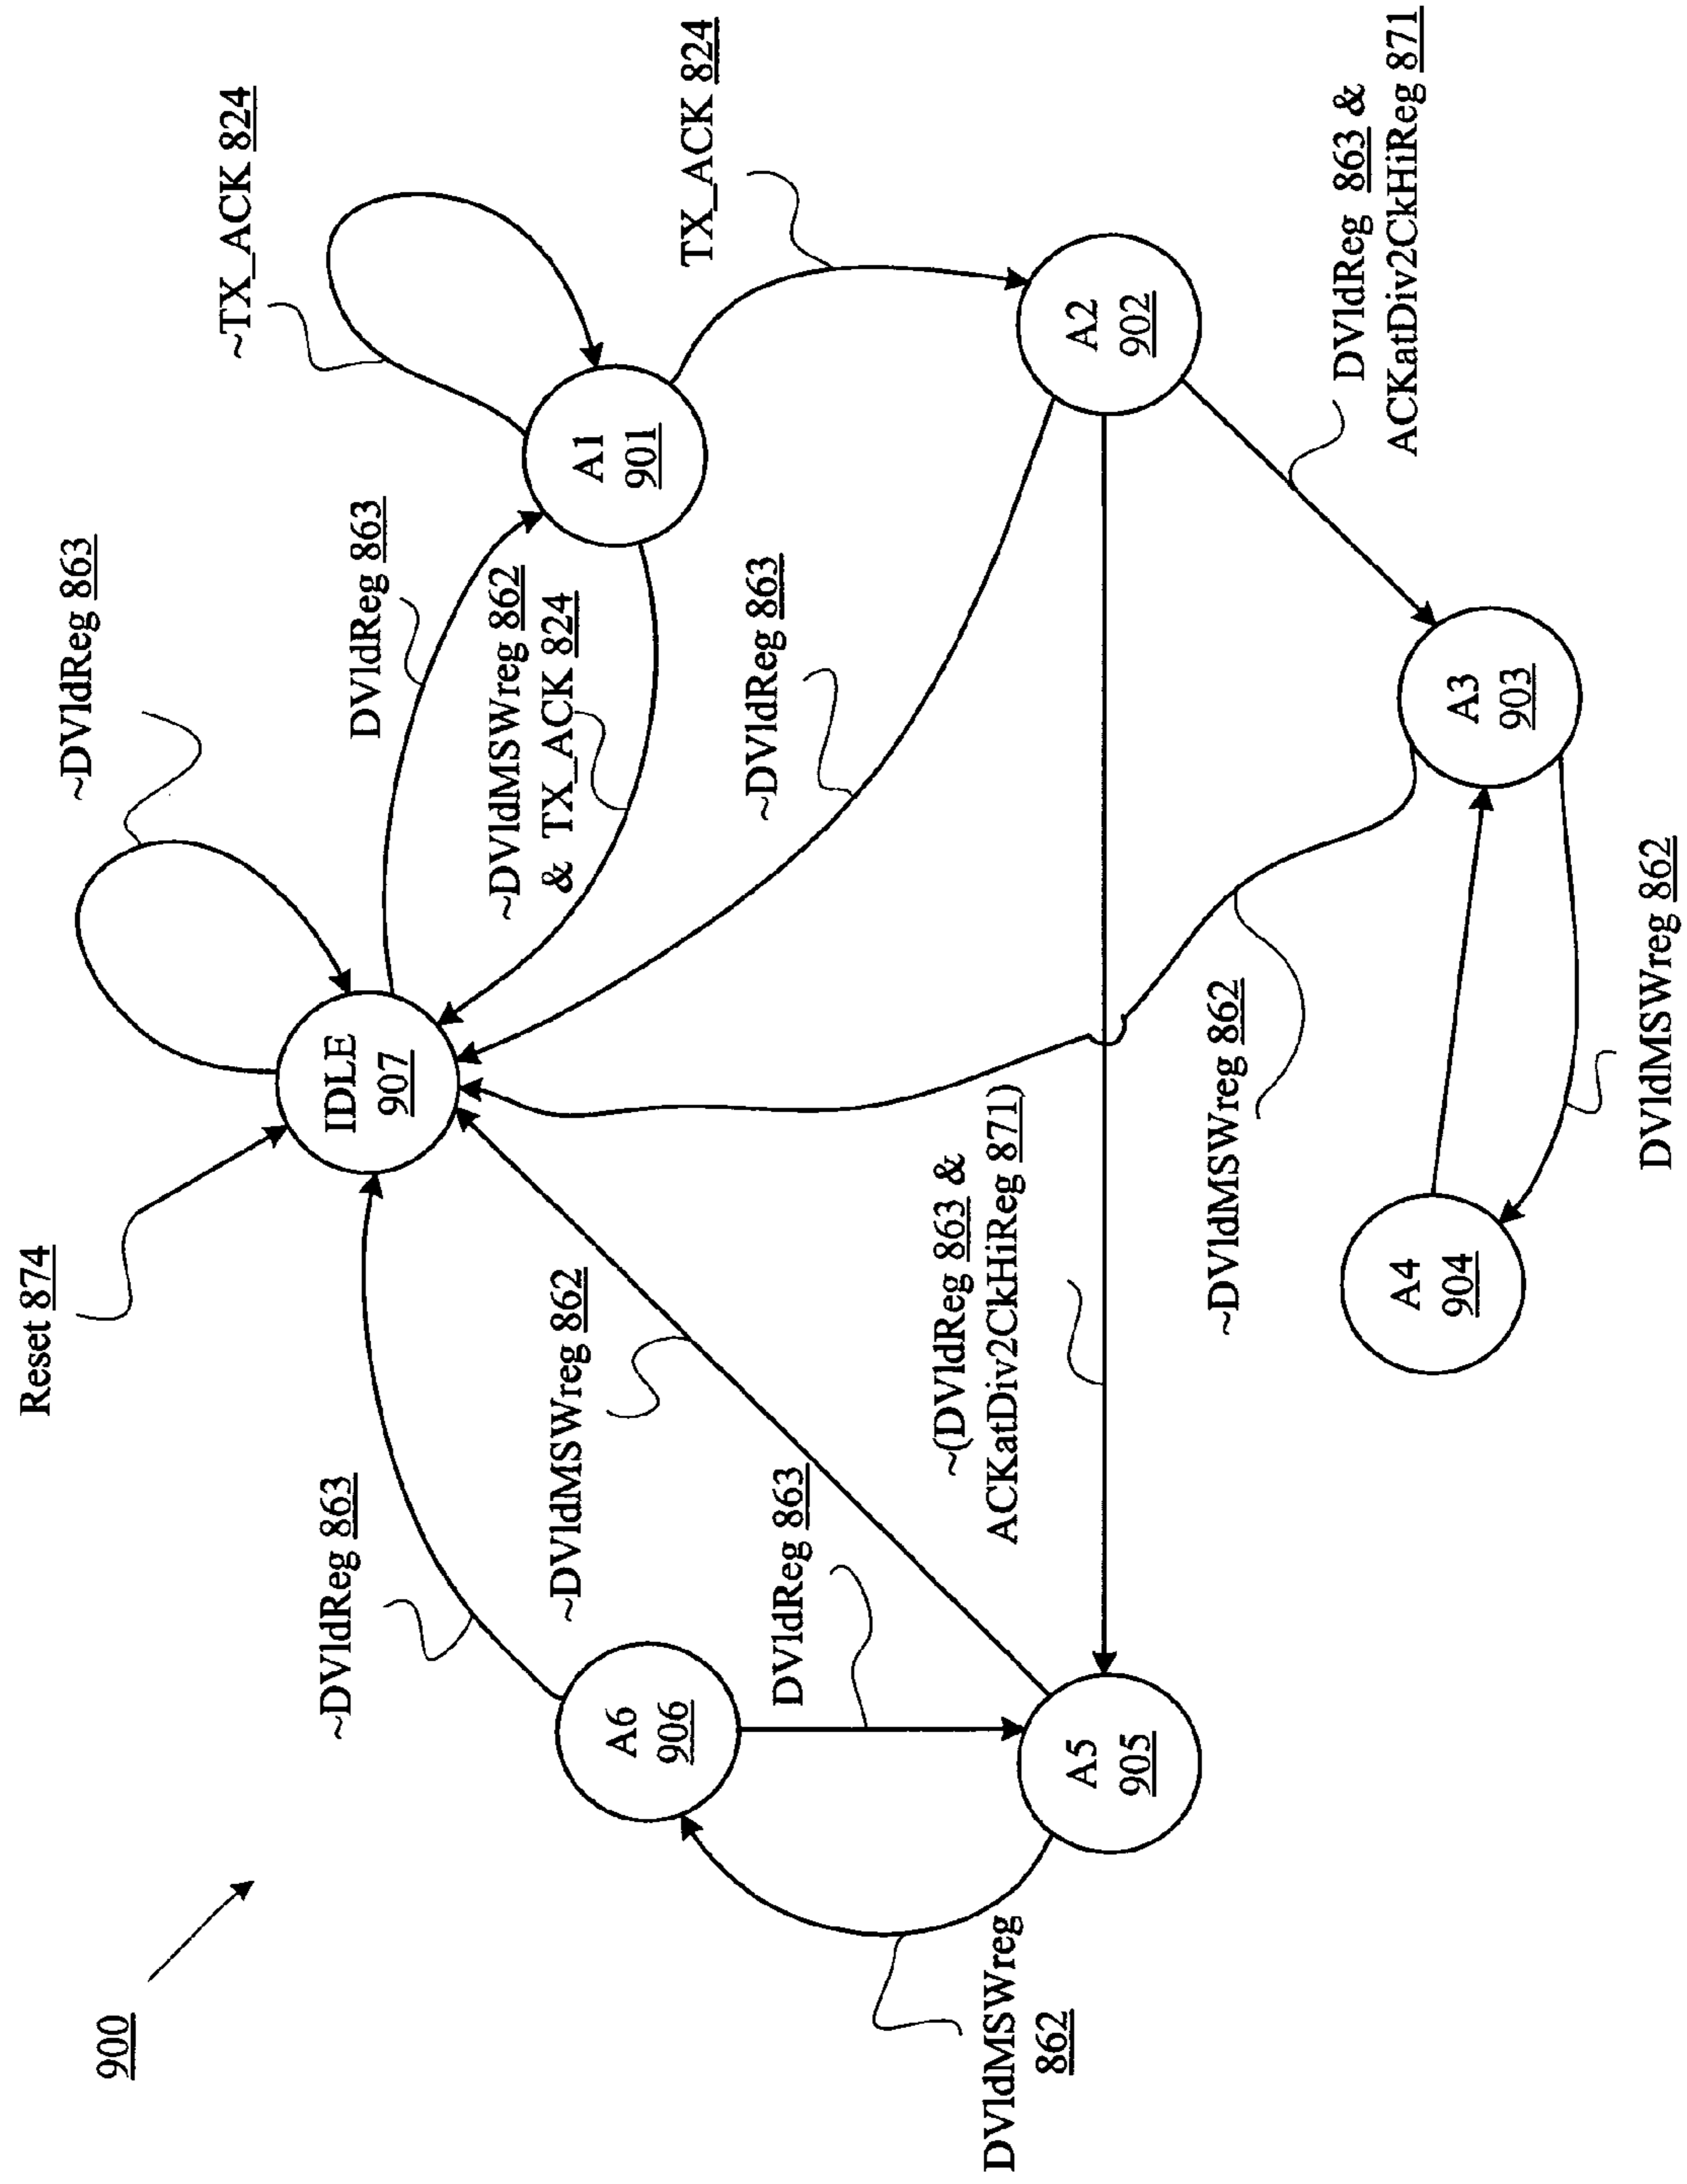 900
Reset 874
~DVldReg 863
~TX_ACK 824
IDLE
907
DVldReg 863
A1
901
TX_ACK 824
~DVldMSWreg 862
& TX_ACK 824
~DVldReg 863
~DVldReg 863
~DVldMSWreg 862
A6
906
DVldReg 863
A2
902
~(DVldReg 863 &
ACKatDiv2CkHiReg 871)
DVldReg 863 &
ACKatDiv2CkHiReg 871
A5
905
DVldMSWreg
862
~DVldMSWreg 862
A3
903
A4
904
DVldMSWreg 862